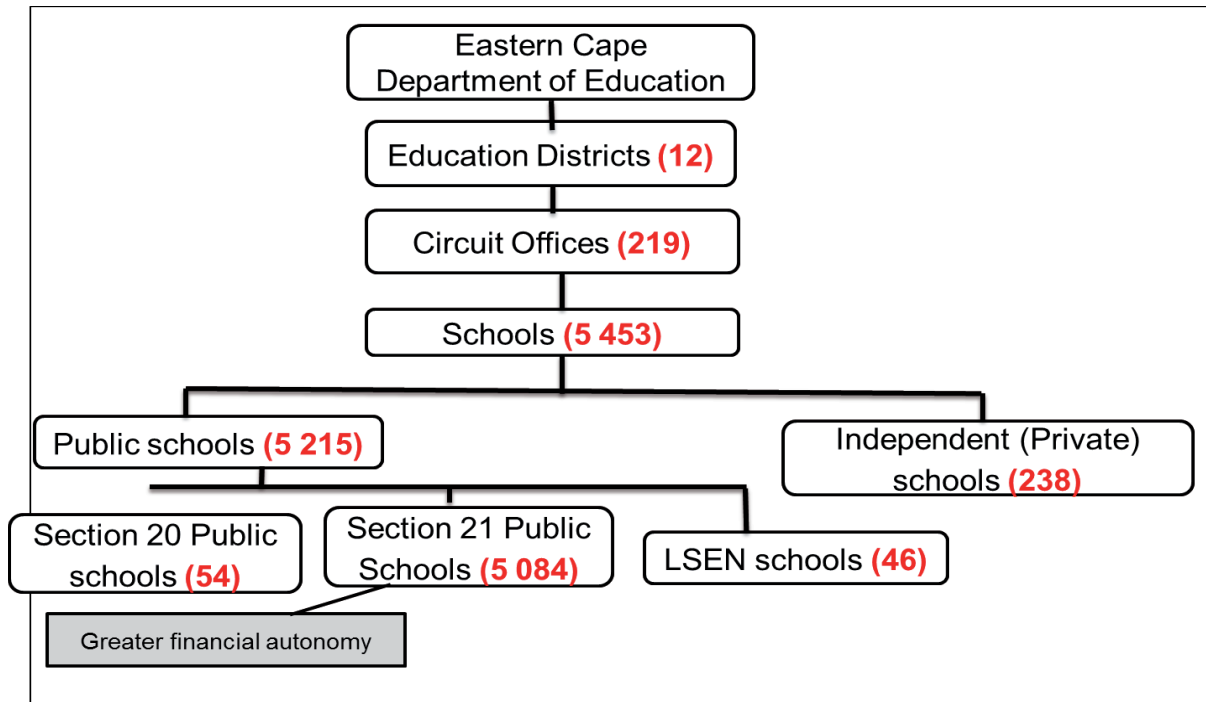 Eastern Cape
Department of Education
Education Districts (12)
Circuit Offices (219)
Schools (5 453)
Public schools (5 215)
Independent (Private)
schools (238)
Section 20 Public
schools (54)
Section 21 Public
Schools (5 084)
LSEN schools (46)
Greater financial autonomy